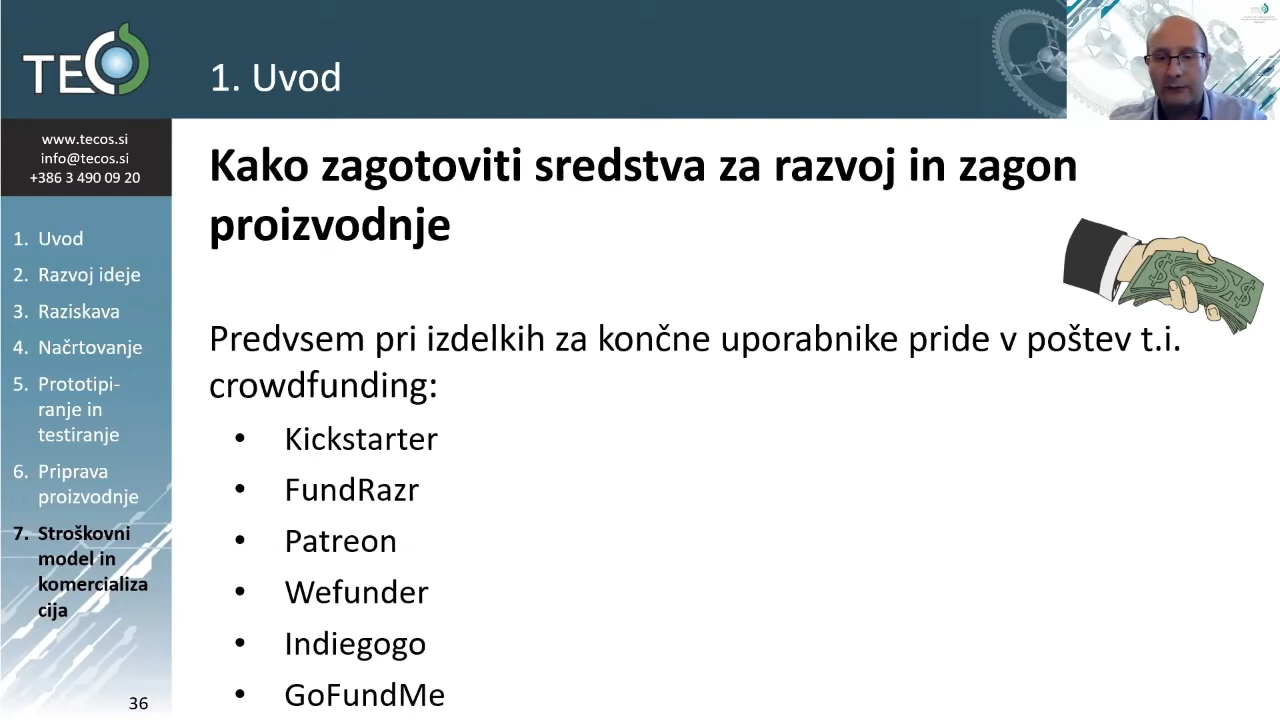 TECOS
1. Uvod
www.tecos.si
info@tecos.si
+386 3 490 09 20
1. Uvod
2. Razvoj ideje
3. Raziskava
4. Načrtovanje
5. Prototipi-
ranje in
testiranje
6. Priprava
proizvodnje
7. Stroškovni
model in
komercializa
cija
36
Kako zagotoviti sredstva za razvoj in zagon
proizvodnje
Predvsem pri izdelkih za končne uporabnike pride v poštev t.i.
crowdfunding:
• Kickstarter
• FundRazr
• Patreon
• Wefunder
• Indiegogo
• GoFundMe